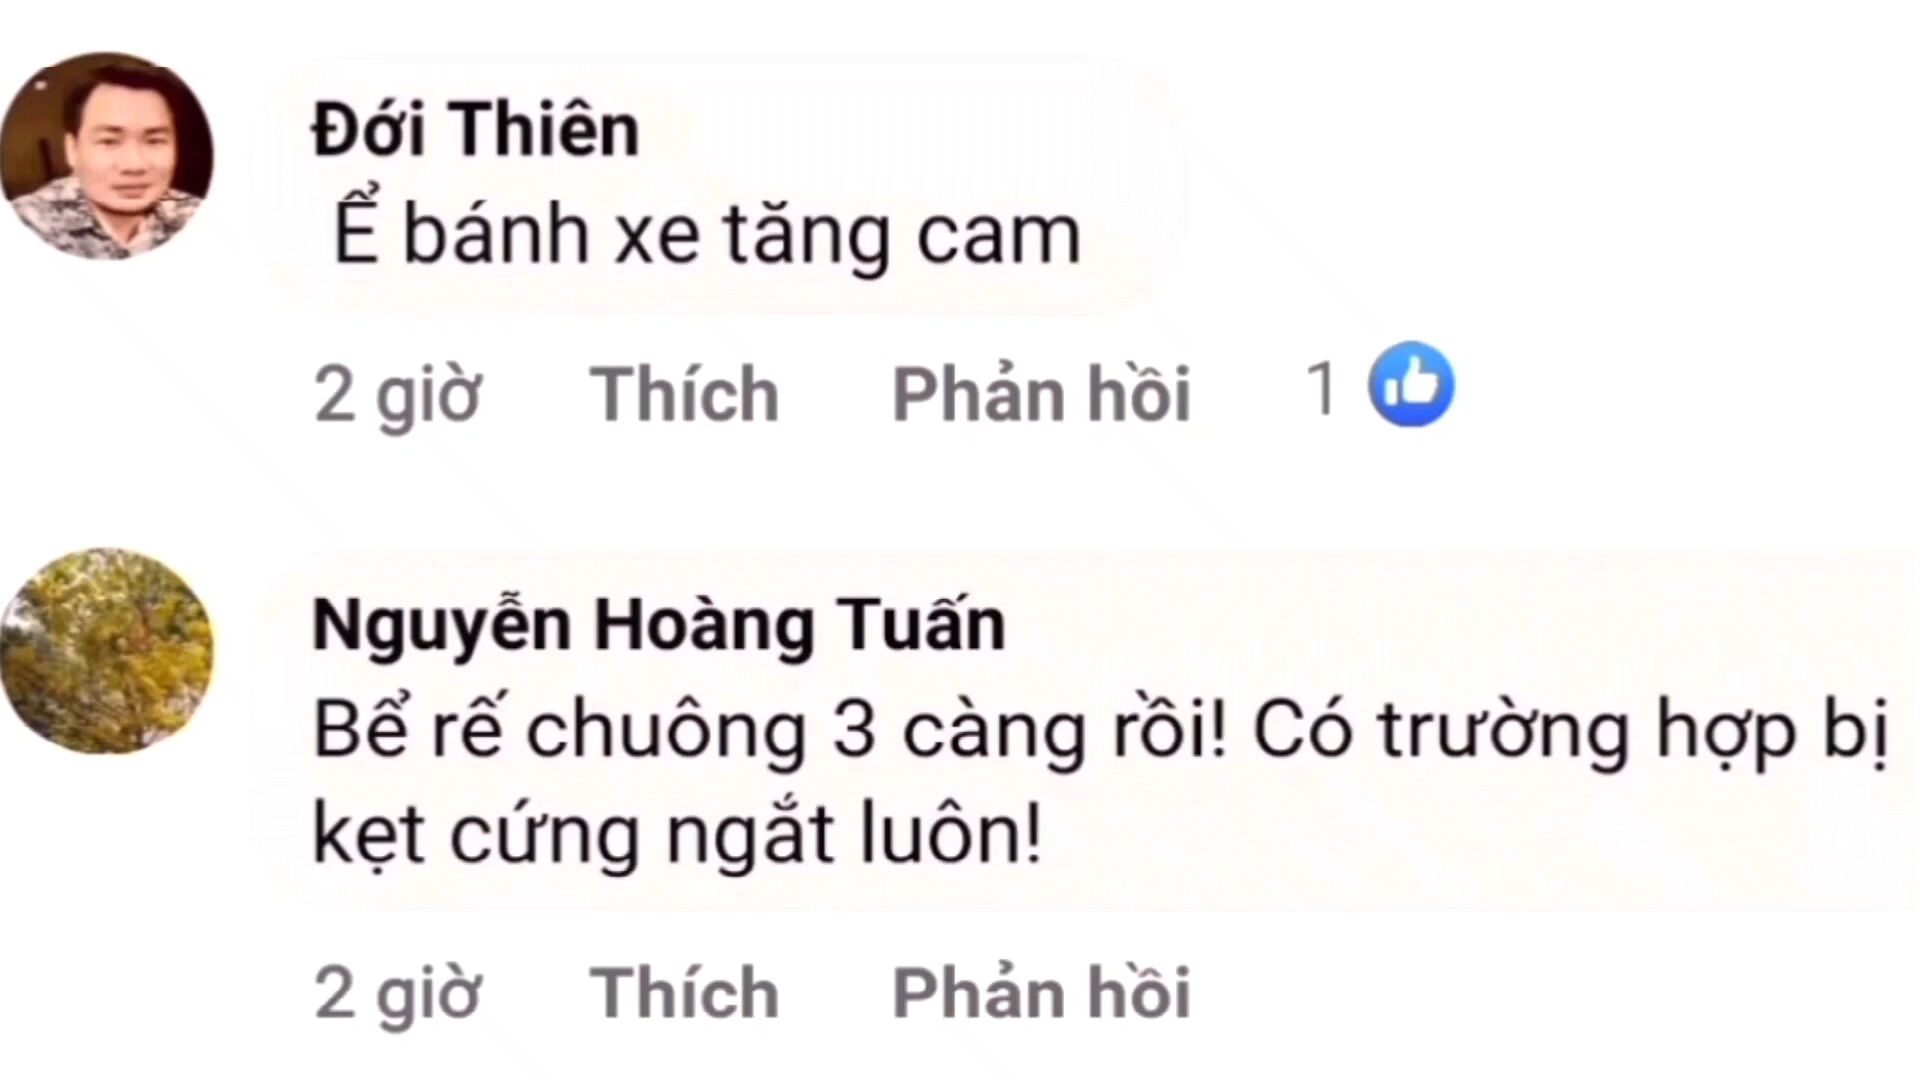 Đới Thiên
Ể bánh xe tăng cam
2 giờ Thích Phản hồi 1
Nguyễn Hoàng Tuấn
Bể rế chuông 3 càng rồi! Có trường hợp bị
kẹt cứng ngắt luôn!
2 giờ Thích Phản hồi